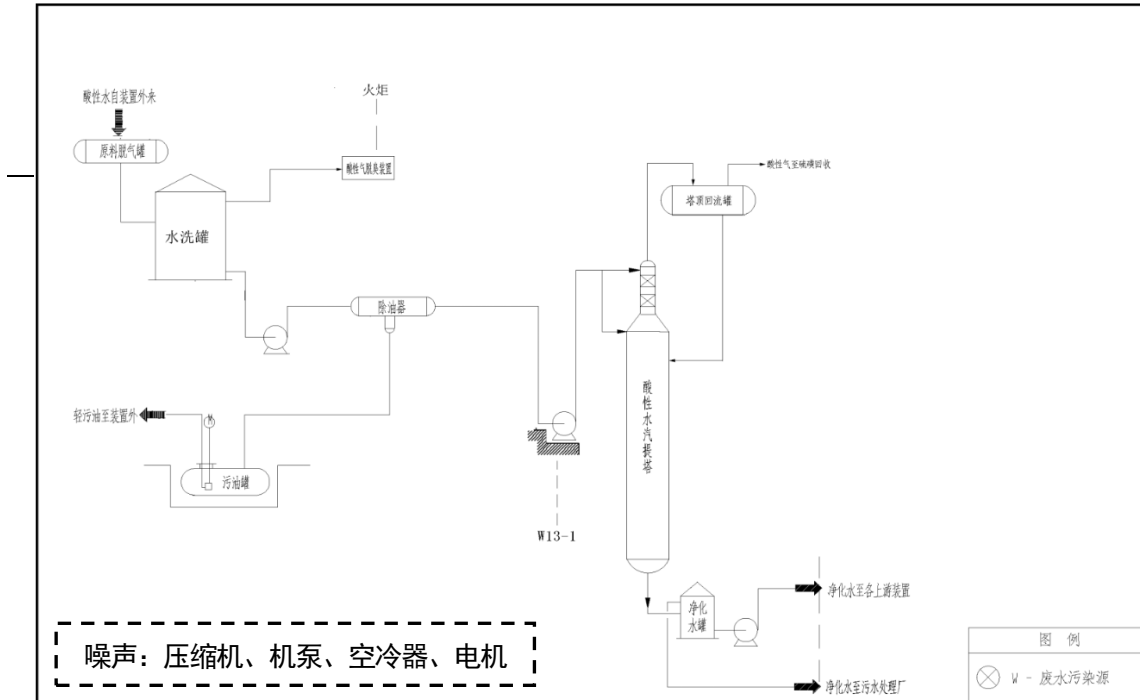 火炬
酸性水自装置外来
原料脱气罐
酸性气脱臭装置
酸性气至硫磺回收
塔顶回流罐
水洗罐
除油器
酸性水汽提塔
轻污油至装置外
M
污油罐
W13-1
净化水至各上游装置
净化
水罐
噪声：压缩机、机泵、空冷器、电机
图 例
W - 废水污染源
净化水至污水处理厂